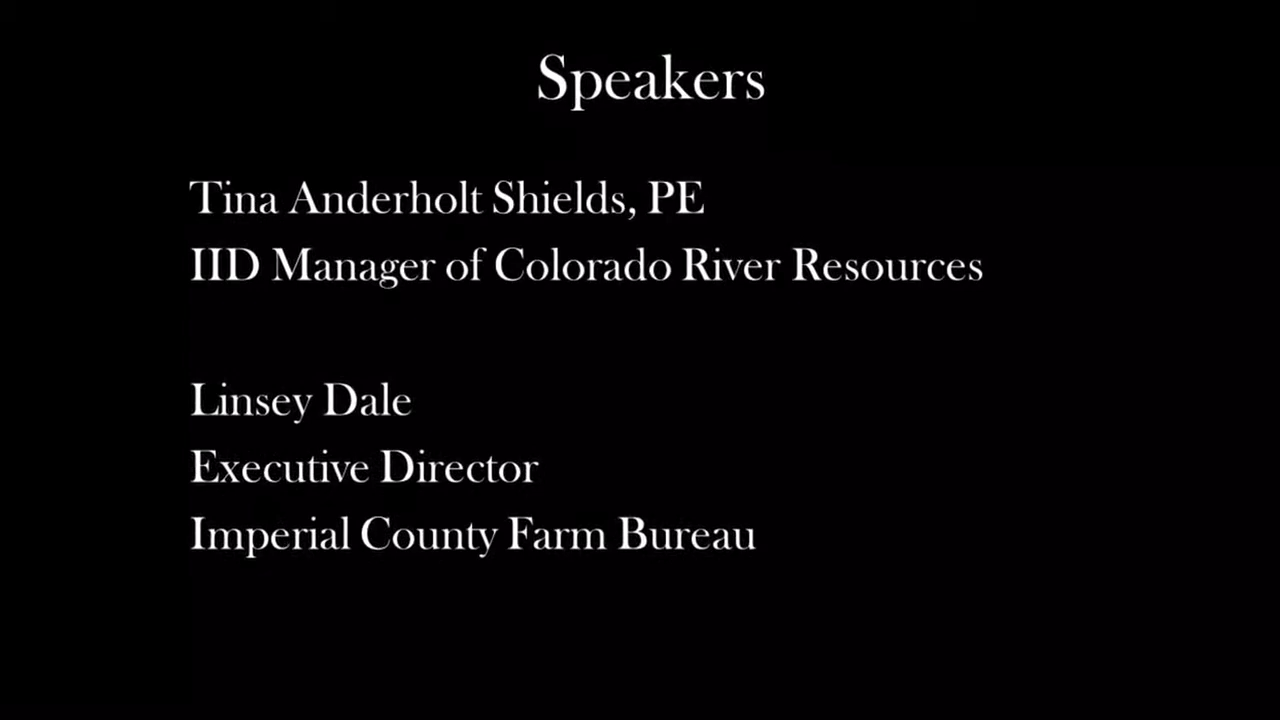 Speakers
Tina Anderholt Shields, PE
IID Manager of Colorado River Resources
Linsey Dale
Executive Director
Imperial County Farm Bureau